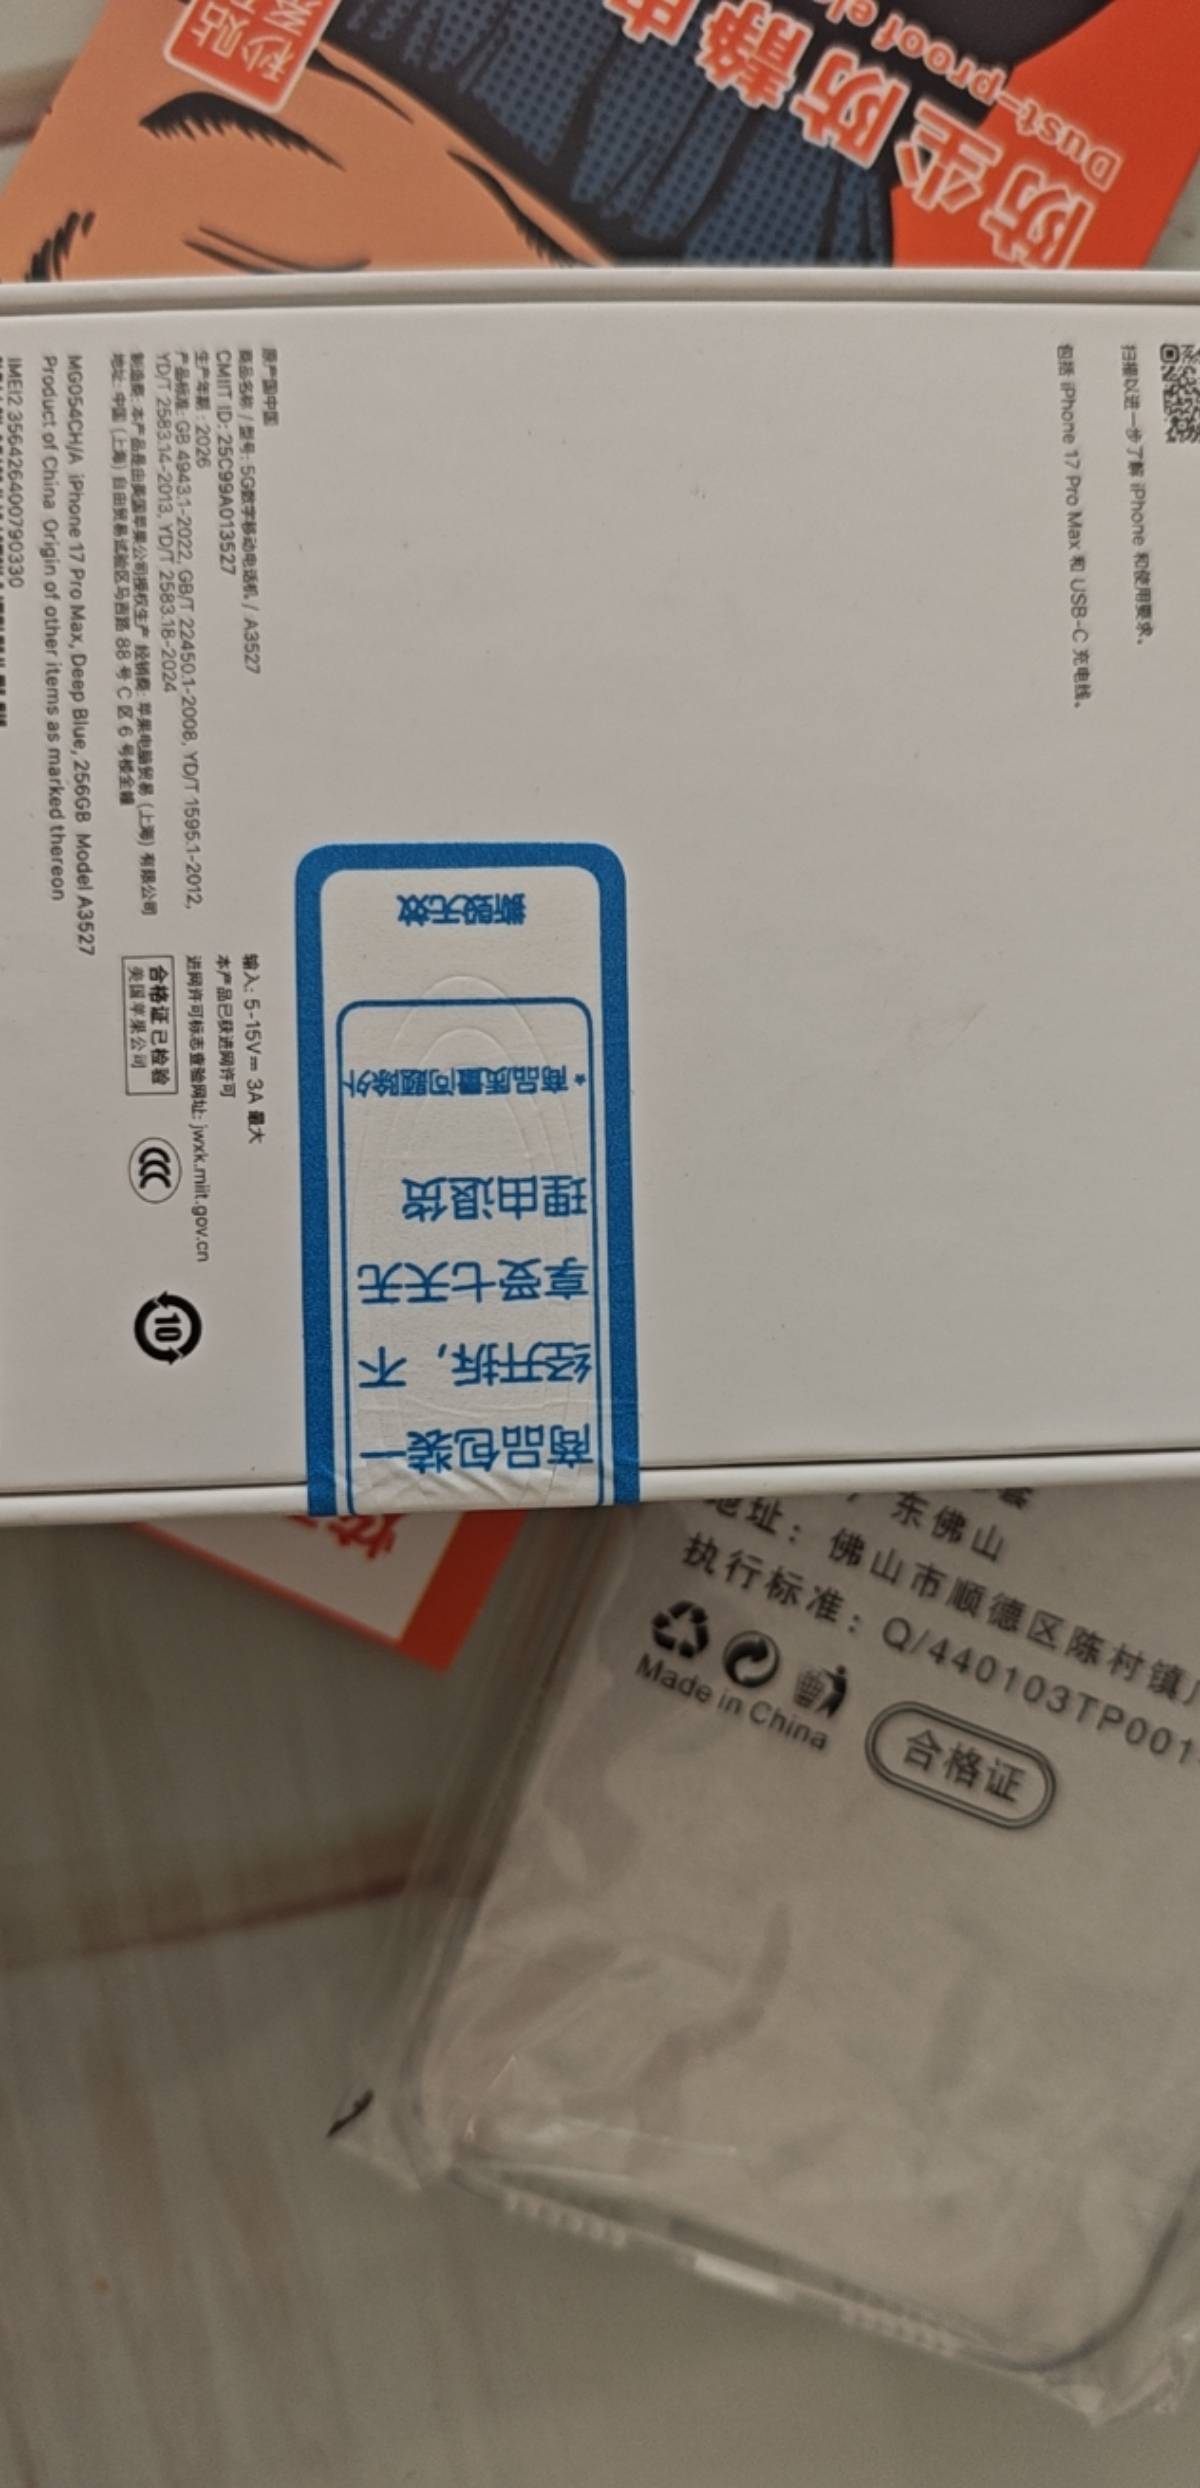 秒贴
防静
防尘
Dust-proof
扫描以进一步了解 iPhone 和使用要求。
包括 iPhone 17 Pro Max 和 USB-C 充电线。
原产国中国
商品名称 / 型号: 5G数字移动电话机 / A3527
CMIIT ID: 25C99A013527
生产年期 : 2026
产品标准: GB 4943.1-2022, GB/T 22450.1-2008, YD/T 1595.1-2012,
YD/T 2583.14-2013, YD/T 2583.18-2024
制造商: 本产品是由美国苹果公司授权生产 经销商: 苹果电脑贸易 (上海) 有限公司
地址: 中国 (上海) 自由贸易试验区马吉路 88 号 C 区 6 号楼全幢
MG054CH/A iPhone 17 Pro Max, Deep Blue, 256GB Model A3527
Product of China Origin of other items as marked thereon
IMEI2 356426400790330
输入: 5-15V⎓ 3A 最大
本产品已获进网许可
进网许可标志查验网址: jwxk.miit.gov.cn
合格证 已检验
美国苹果公司
CCC
10
商品包装一
经开拆，不
享受七天无
理由退货
*商品质量问题除外
撕毁无效
东佛山
地址：佛山市顺德区陈村镇
执行标准：Q/440103TP001
Made in China
合格证